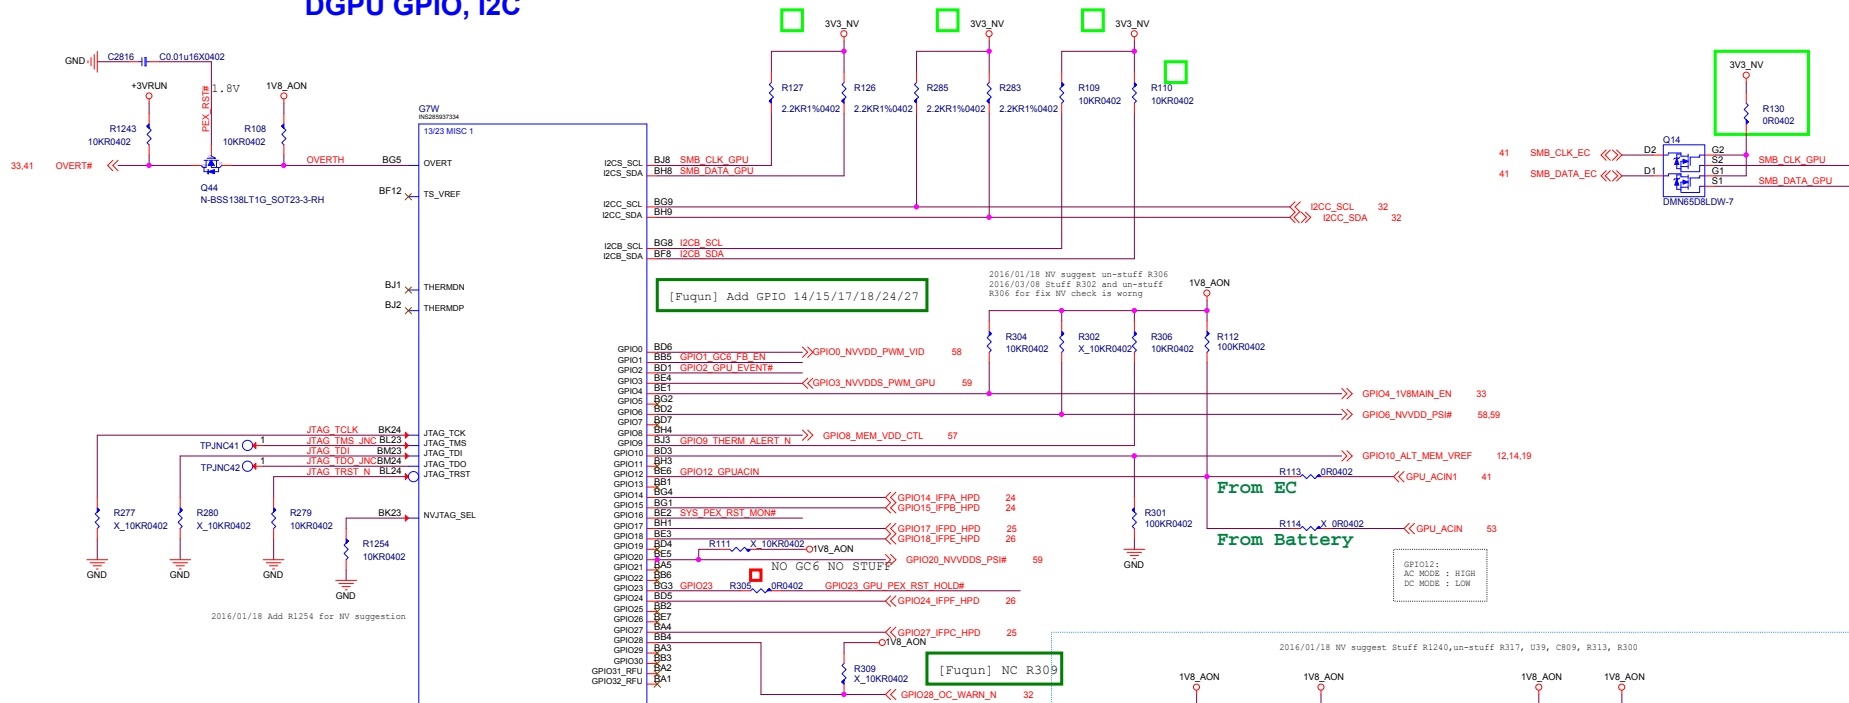 DGPU GPIO, I2C
GND
C2816
C0.01u16X0402
+3VRUN
PEX_RST#
1.8V
1V8_AON
R1243
10KR0402
R108
10KR0402
33,41
OVERT#
OVERTH
BG5
Q44
N-BSS138LT1G_SOT23-3-RH
G7W
INS285937334
13/23 MISC 1
OVERT
BF12
TS_VREF
BJ1
THERMDN
BJ2
THERMDP
JTAG_TCLK
BK24
JTAG_TCK
TPJNC41
1
JTAG_TMS_JNC
BL23
JTAG_TMS
JTAG_TDI
BM23
JTAG_TDI
TPJNC42
1
JTAG_TDO_JNC
BM24
JTAG_TDO
JTAG_TRST_N
BL24
JTAG_TRST
BK23
NVJTAG_SEL
R277
X_10KR0402
R280
X_10KR0402
R279
10KR0402
R1254
10KR0402
GND
GND
GND
GND
2016/01/18 Add R1254 for NV suggestion
3V3_NV
3V3_NV
3V3_NV
R127
2.2KR1%0402
R126
2.2KR1%0402
R285
2.2KR1%0402
R283
2.2KR1%0402
R109
10KR0402
R110
10KR0402
I2CS_SCL
BJ8
SMB_CLK_GPU
I2CS_SDA
BH8
SMB_DATA_GPU
I2CC_SCL
BG9
I2CC_SCL
32
I2CC_SDA
BH9
I2CC_SDA
32
I2CB_SCL
BG8
I2CB_SCL
I2CB_SDA
BF8
I2CB_SDA
3V3_NV
R130
0R0402
Q14
41
SMB_CLK_EC
D2
G2
S2
SMB_CLK_GPU
41
SMB_DATA_EC
D1
G1
S1
SMB_DATA_GPU
DMN65D8LDW-7
[Fuqun] Add GPIO 14/15/17/18/24/27
2016/01/18 NV suggest un-stuff R306
2016/03/08 Stuff R302 and un-stuff
R306 for fix NV check is worng
1V8_AON
R304
10KR0402
R302
X_10KR0402
R306
10KR0402
R112
100KR0402
GPIO0
BD6
GPIO0_NVVDD_PWM_VID
58
GPIO1
BB5
GPIO1_GC6_FB_EN
GPIO2
BD1
GPIO2_GPU_EVENT#
GPIO3
BE4
GPIO3_NVVDDS_PWM_GPU
59
GPIO4
BE1
GPIO4_1V8MAIN_EN
33
GPIO5
BG2
GPIO6
BD2
GPIO6_NVVDD_PSI#
58,59
GPIO7
BD7
GPIO8
BH4
GPIO8_MEM_VDD_CTL
57
GPIO9
BJ3
GPIO9_THERM_ALERT_N
GPIO10
BD3
GPIO10_ALT_MEM_VREF
12,14,19
GPIO11
BH3
GPIO12
BE6
GPIO12_GPUACIN
R113
0R0402
GPU_ACIN1
41
From EC
GPIO13
BB1
GPIO14
BG4
GPIO14_IFPA_HPD
24
GPIO15
BG1
GPIO15_IFPB_HPD
24
GPIO16
BE2
SYS_PEX_RST_MON#
R301
100KR0402
GND
GPIO17
BH1
GPIO17_IFPD_HPD
25
R114
X_0R0402
GPU_ACIN
53
From Battery
GPIO18
BE3
GPIO18_IFPE_HPD
26
GPIO19
BD4
R111
X_10KR0402
1V8_AON
GPIO20
BE5
GPIO20_NVVDDS_PSI#
59
GPIO21
BA5
NO GC6 NO STUFF
GPIO22
BB6
GPIO23
BG3
GPIO23
R305
0R0402
GPIO23_GPU_PEX_RST_HOLD#
GPIO24
BD5
GPIO24_IFPF_HPD
26
GPIO25
BB2
GPIO26
BE7
GPIO27
BA4
GPIO27_IFPC_HPD
25
GPIO28
BB4
1V8_AON
GPIO29
BA3
GPIO30
BB3
GPIO31_RFU
BA2
GPIO32_RFU
BA1
R309
X_10KR0402
[Fuqun] NC R309
GPIO28_OC_WARN_N
32
GPIO12:
AC MODE : HIGH
DC MODE : LOW
2016/01/18 NV suggest Stuff R1240,un-stuff R317, U39, C809, R313, R300
1V8_AON
1V8_AON
1V8_AON
1V8_AON